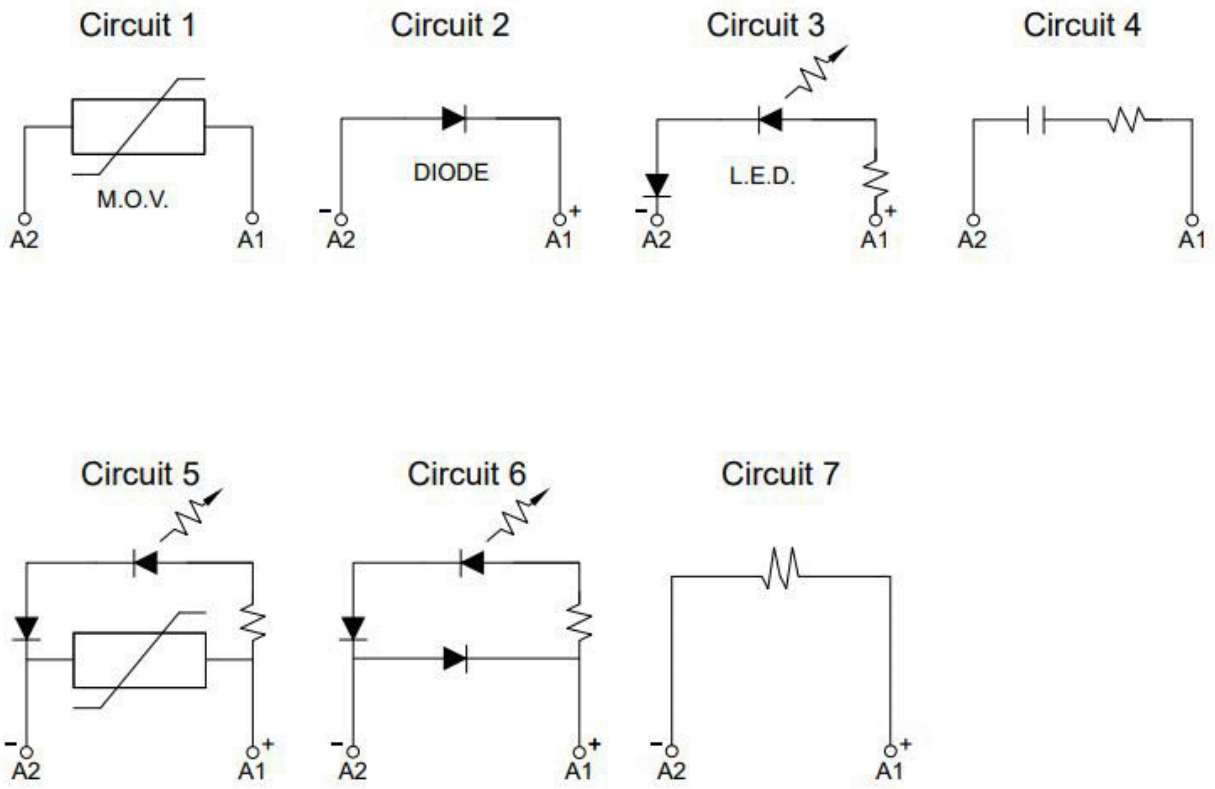 Circuit 1
Circuit 2
Circuit 3
Circuit 4
M.O.V.
DIODE
L.E.D.
- + - +
A2 A1 A2 A1 A2 A1 A2 A1
Circuit 5
Circuit 6
Circuit 7
- + - + - +
A2 A1 A2 A1 A2 A1